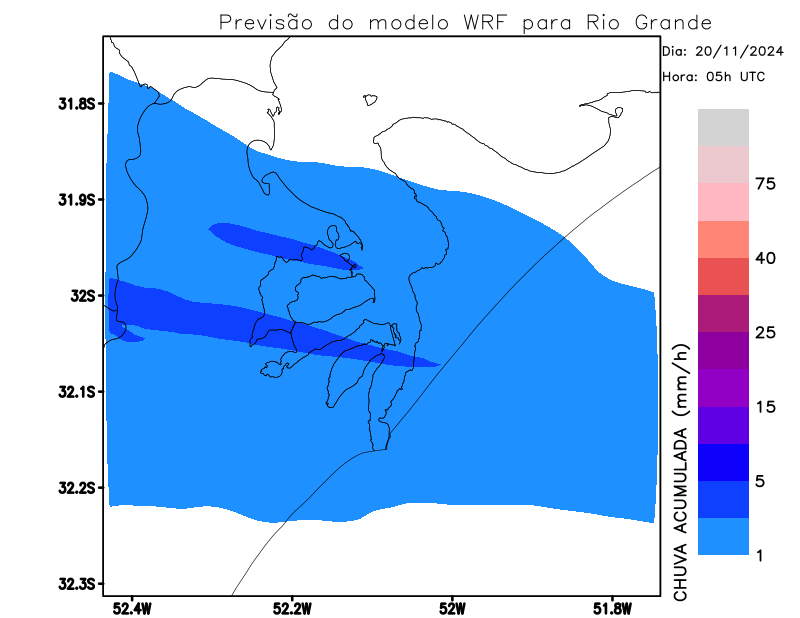 Previsão do modelo WRF para Rio Grande
Dia: 20/11/2024
Hora: 05h UTC
31.8S
31.9S
32S
32.1S
32.2S
32.3S
52.4W
52.2W
52W
51.8W
75
40
25
15
5
1
CHUVA ACUMULADA (mm/h)